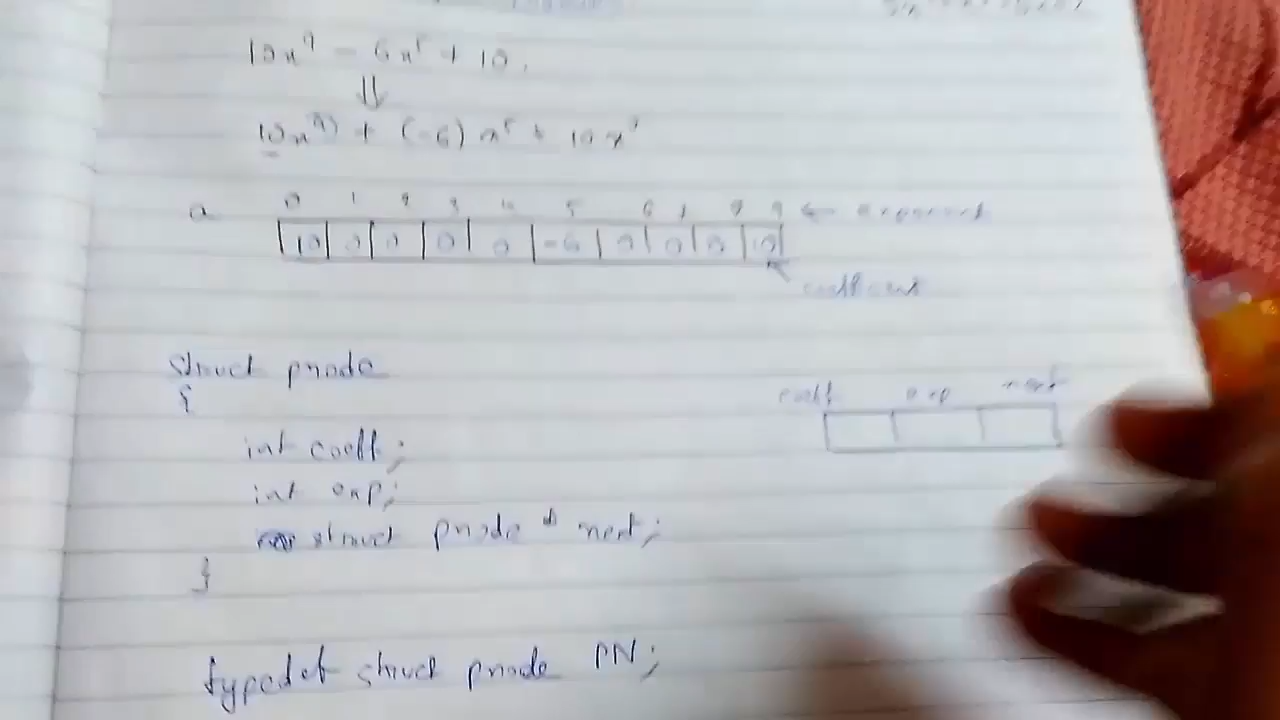 10x⁹ - 6x⁵ + 10.
⇓
10x⁹ + (-6) x⁵ + 10x⁰
a 0 1 2 3 4 5 6 7 8 9 ← exponent
10 0 0 0 0 -6 0 0 0 10
coefficient
struct pnode
{
coeff exp next
int coeff;
int exp;
struct pnode * next;
}
typedef struct pnode PN;